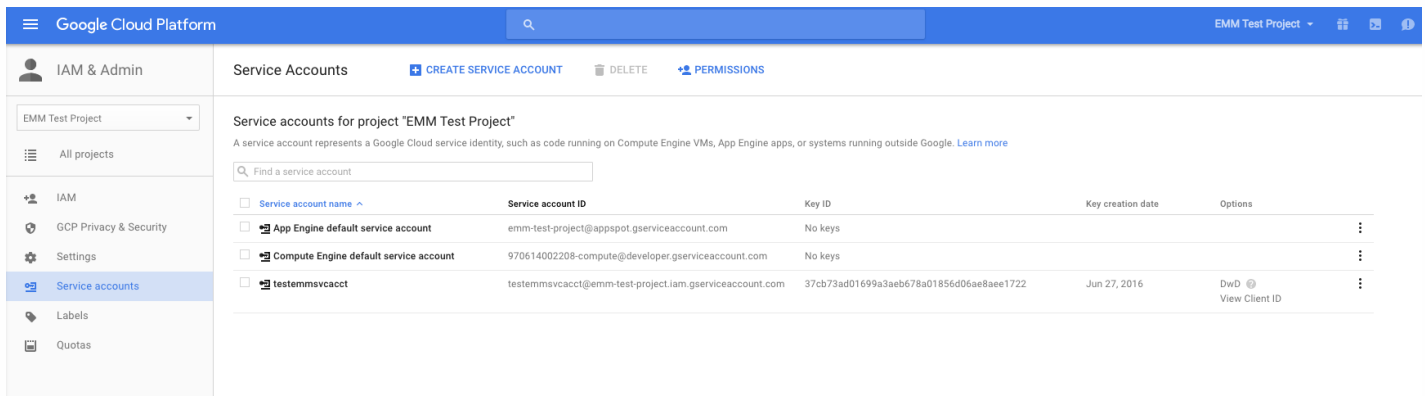 Google Cloud Platform
EMM Test Project
IAM & Admin
Service Accounts
CREATE SERVICE ACCOUNT
DELETE
PERMISSIONS
EMM Test Project
All projects
IAM
GCP Privacy & Security
Settings
Service accounts
Labels
Quotas
Service accounts for project "EMM Test Project"
A service account represents a Google Cloud service identity, such as code running on Compute Engine VMs, App Engine apps, or systems running outside Google. Learn more
Find a service account
Service account name Service account ID Key ID Key creation date Options
App Engine default service account emm-test-project@appspot.gserviceaccount.com No keys
Compute Engine default service account 970614002208-compute@developer.gserviceaccount.com No keys
testemmsvcacct testemmsvcacct@emm-test-project.iam.gserviceaccount.com 37cb73ad01699a3aeb678a01856d06ae8aee1722 Jun 27, 2016 DwD
View Client ID